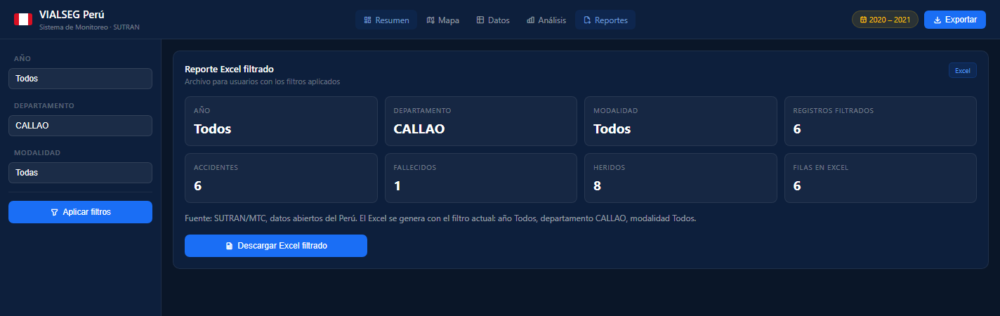 VIALSEG Perú
Sistema de Monitoreo · SUTRAN
Resumen
Mapa
Datos
Análisis
Reportes
2020 – 2021
Exportar
AÑO
Todos
DEPARTAMENTO
CALLAO
MODALIDAD
Todas
Aplicar filtros
Reporte Excel filtrado
Excel
Archivo para usuarios con los filtros aplicados
AÑO
Todos
DEPARTAMENTO
CALLAO
MODALIDAD
Todos
REGISTROS FILTRADOS
6
ACCIDENTES
6
FALLECIDOS
1
HERIDOS
8
FILAS EN EXCEL
6
Fuente: SUTRAN/MTC, datos abiertos del Perú. El Excel se genera con el filtro actual: año Todos, departamento CALLAO, modalidad Todos.
Descargar Excel filtrado